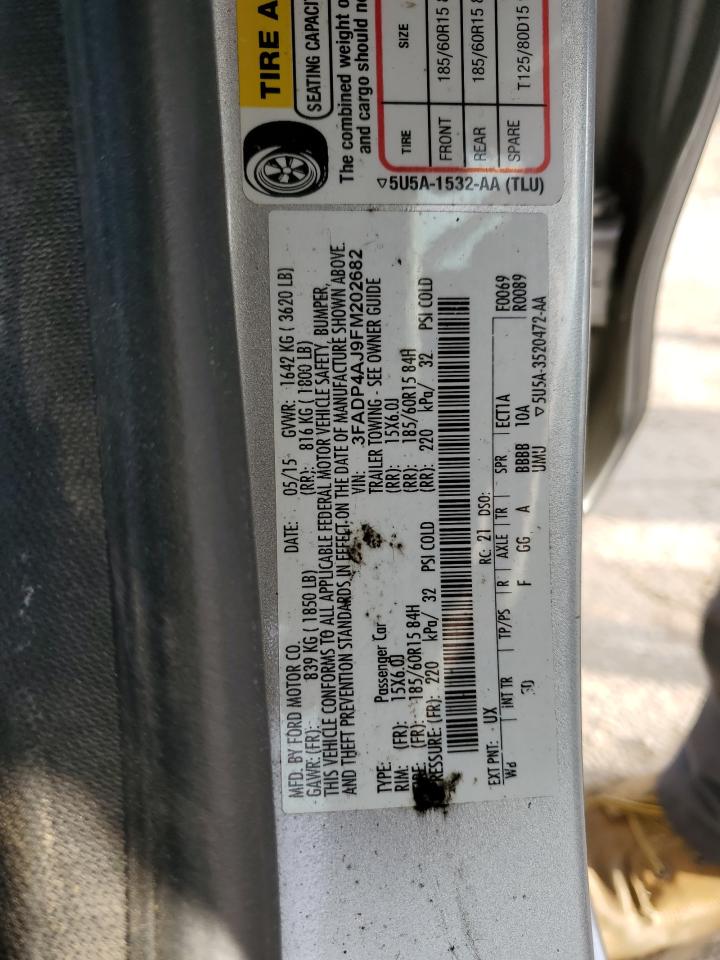 TIRE A
SEATING CAPACI
The combined weight o
and cargo should no
TIRE SIZE
FRONT 185/60R15
REAR 185/60R15
SPARE T125/80D15
▽5U5A-1532-AA (TLU)
MFD. BY FORD MOTOR CO. DATE: 05/15 GVWR: 1642 KG ( 3620 LB)
GAWR: (FR): 839 KG ( 1850 LB) (RR): 816 KG ( 1800 LB)
THIS VEHICLE CONFORMS TO ALL APPLICABLE FEDERAL MOTOR VEHICLE SAFETY, BUMPER,
AND THEFT PREVENTION STANDARDS IN EFFECT ON THE DATE OF MANUFACTURE SHOWN ABOVE.
VIN: 3FADP4AJ9FM202682
TYPE: Passenger Car TRAILER TOWING - SEE OWNER GUIDE
RIM: (FR): 15X6.0J (RR): 15X6.0J
(FR): 185/60R15 84H (RR): 185/60R15 84H
RESSURE: (FR): 220 kPa/ 32 PSI COLD (RR): 220 kPa/ 32 PSI COLD
EXT PNT: UX RC: 21 DSO:
Wd INT TR TP/PS R AXLE TR SPR ECT1A F0069
F GG A BBBB 10A R0089
UMU ▽5U5A-3520472-AA